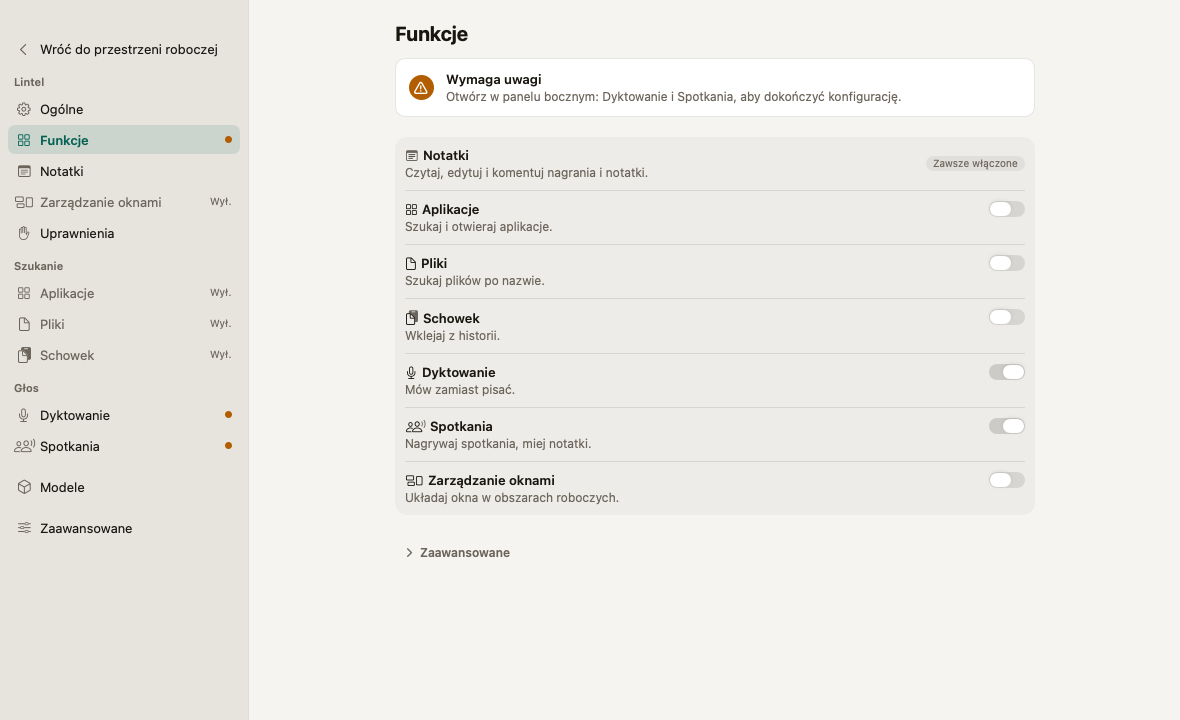 Wróć do przestrzeni roboczej
Lintel
Ogólne
Funkcje
Notatki
Zarządzanie oknami
Wył.
Uprawnienia
Szukanie
Aplikacje
Wył.
Pliki
Wył.
Schowek
Wył.
Głos
Dyktowanie
Spotkania
Modele
Zaawansowane
Funkcje
Wymaga uwagi
Otwórz w panelu bocznym: Dyktowanie i Spotkania, aby dokończyć konfigurację.
Notatki
Czytaj, edytuj i komentuj nagrania i notatki.
Zawsze włączone
Aplikacje
Szukaj i otwieraj aplikacje.
Pliki
Szukaj plików po nazwie.
Schowek
Wklejaj z historii.
Dyktowanie
Mów zamiast pisać.
Spotkania
Nagrywaj spotkania, miej notatki.
Zarządzanie oknami
Układaj okna w obszarach roboczych.
Zaawansowane